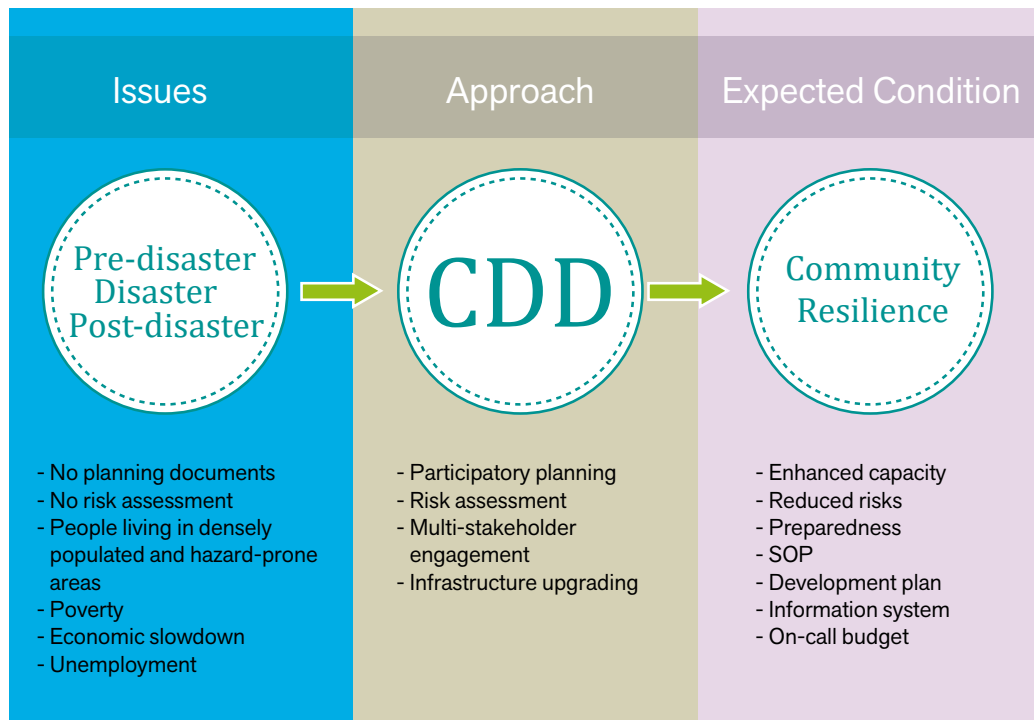 Issues
Pre-disaster
Disaster
Post-disaster
- No planning documents
- No risk assessment
- People living in densely
populated and hazard-prone
areas
- Poverty
- Economic slowdown
- Unemployment
Approach
CDD
- Participatory planning
- Risk assessment
- Multi-stakeholder
engagement
- Infrastructure upgrading
Expected Condition
Community
Resilience
- Enhanced capacity
- Reduced risks
- Preparedness
- SOP
- Development plan
- Information system
- On-call budget